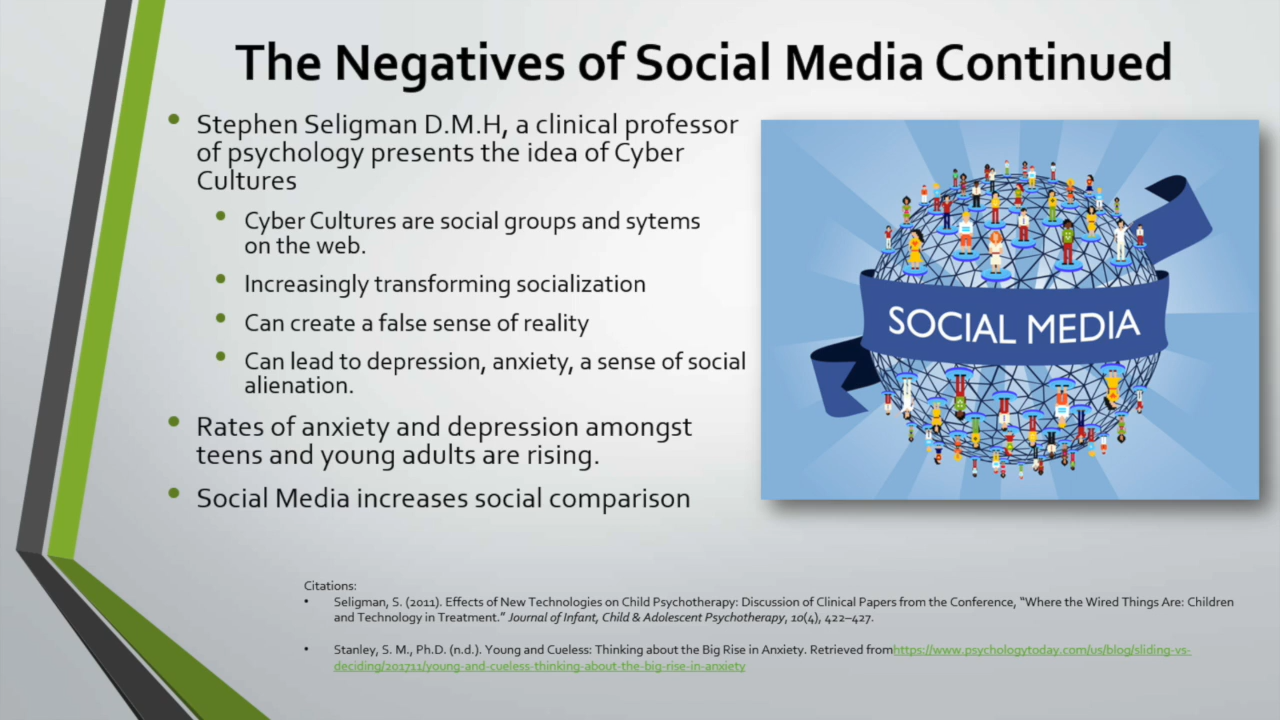 The Negatives of Social Media Continued
• Stephen Seligman D.M.H, a clinical professor
of psychology presents the idea of Cyber
Cultures
• Cyber Cultures are social groups and sytems
on the web.
• Increasingly transforming socialization
• Can create a false sense of reality
• Can lead to depression, anxiety, a sense of social
alienation.
• Rates of anxiety and depression amongst
teens and young adults are rising.
• Social Media increases social comparison
SOCIAL MEDIA
Citations:
• Seligman, S. (2011). Effects of New Technologies on Child Psychotherapy: Discussion of Clinical Papers from the Conference, “Where the Wired Things Are: Children
and Technology in Treatment.” Journal of Infant, Child & Adolescent Psychotherapy, 10(4), 422–427.
• Stanley, S. M., Ph.D. (n.d.). Young and Cueless: Thinking about the Big Rise in Anxiety. Retrieved fromhttps://www.psychologytoday.com/us/blog/sliding-vs-
deciding/201711/young-and-cueless-thinking-about-the-big-rise-in-anxiety